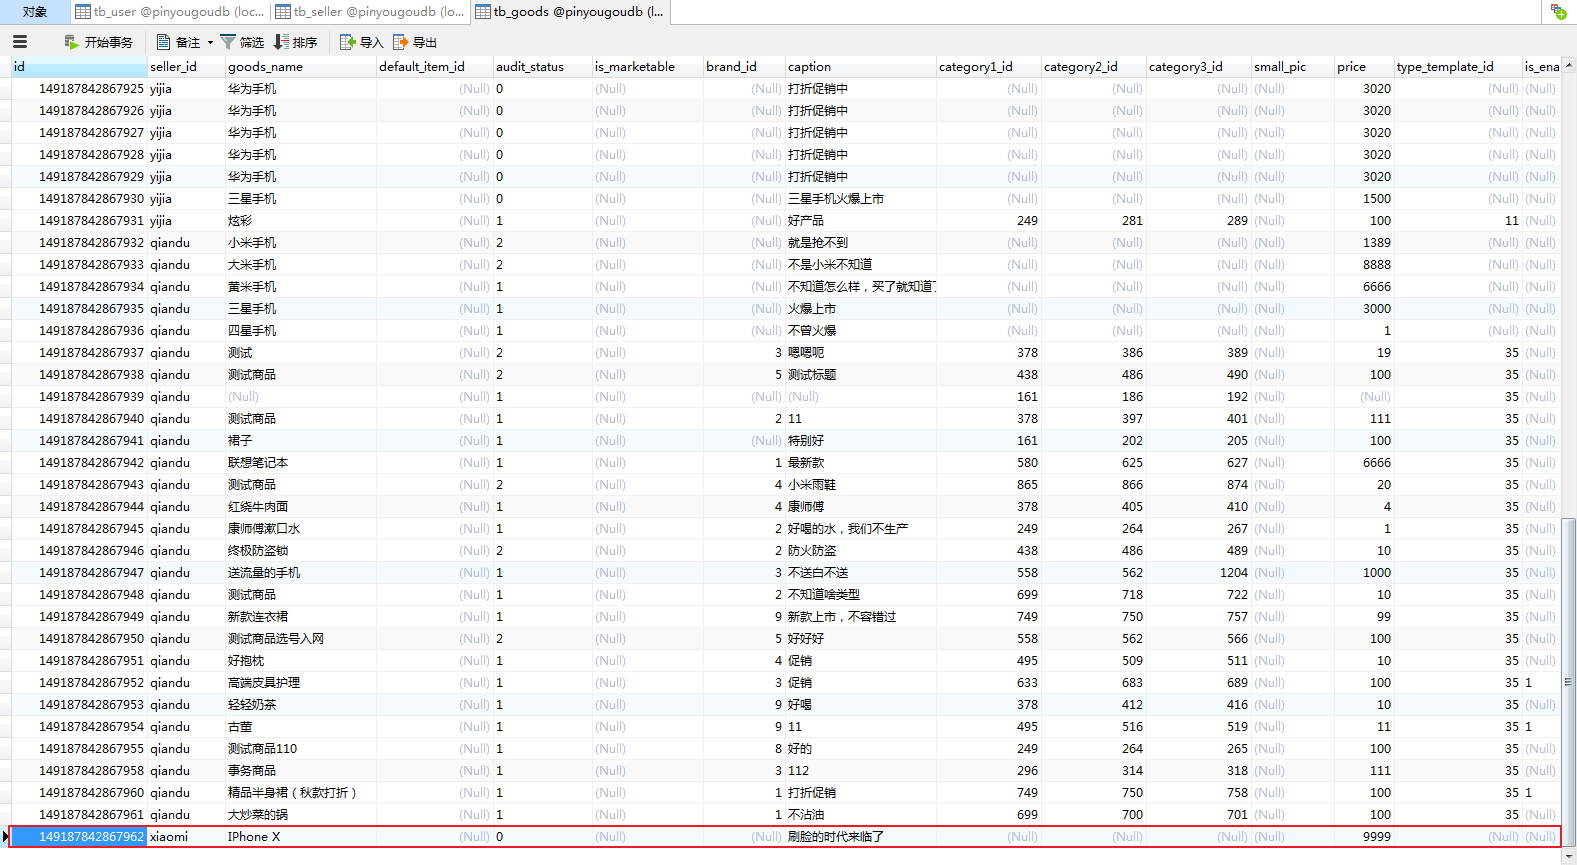 对象 tb_user @pinyougoudb (loc... tb_seller @pinyougoudb (lo... tb_goods @pinyougoudb (l...
开始事务 备注 筛选 排序 导入 导出
id seller_id goods_name default_item_id audit_status is_marketable brand_id caption category1_id category2_id category3_id small_pic price type_template_id is_ena
149187842867925 yijia 华为手机 (Null) 0 (Null) (Null) 打折促销中 (Null) (Null) (Null) (Null) 3020 (Null) (Null)
149187842867926 yijia 华为手机 (Null) 0 (Null) (Null) 打折促销中 (Null) (Null) (Null) (Null) 3020 (Null) (Null)
149187842867927 yijia 华为手机 (Null) 0 (Null) (Null) 打折促销中 (Null) (Null) (Null) (Null) 3020 (Null) (Null)
149187842867928 yijia 华为手机 (Null) 0 (Null) (Null) 打折促销中 (Null) (Null) (Null) (Null) 3020 (Null) (Null)
149187842867929 yijia 华为手机 (Null) 0 (Null) (Null) 打折促销中 (Null) (Null) (Null) (Null) 3020 (Null) (Null)
149187842867930 yijia 三星手机 (Null) 0 (Null) (Null) 三星手机火爆上市 (Null) (Null) (Null) (Null) 1500 (Null) (Null)
149187842867931 yijia 炫彩 (Null) 1 (Null) (Null) 好产品 249 281 289 (Null) 100 11 (Null)
149187842867932 qiandu 小米手机 (Null) 2 (Null) (Null) 就是抢不到 (Null) (Null) (Null) (Null) 1389 (Null) (Null)
149187842867933 qiandu 大米手机 (Null) 2 (Null) (Null) 不是小米不知道 (Null) (Null) (Null) (Null) 8888 (Null) (Null)
149187842867934 qiandu 黄米手机 (Null) 1 (Null) (Null) 不知道怎么样，买了就知道 (Null) (Null) (Null) (Null) 6666 (Null) (Null)
149187842867935 qiandu 三星手机 (Null) 1 (Null) (Null) 火爆上市 (Null) (Null) (Null) (Null) 3000 (Null) (Null)
149187842867936 qiandu 四星手机 (Null) 1 (Null) (Null) 不曾火爆 (Null) (Null) (Null) (Null) 1 (Null) (Null)
149187842867937 qiandu 测试 (Null) 2 (Null) 3 嗯嗯呃 378 386 389 (Null) 19 35 (Null)
149187842867938 qiandu 测试商品 (Null) 2 (Null) 5 测试标题 438 486 490 (Null) 100 35 (Null)
149187842867939 qiandu (Null) (Null) 1 (Null) (Null) (Null) 161 186 192 (Null) (Null) 35 (Null)
149187842867940 qiandu 测试商品 (Null) 1 (Null) 2 11 378 397 401 (Null) 111 35 (Null)
149187842867941 qiandu 裙子 (Null) 1 (Null) (Null) 特别好 161 202 205 (Null) 100 35 (Null)
149187842867942 qiandu 联想笔记本 (Null) 1 (Null) 1 最新款 580 625 627 (Null) 6666 35 (Null)
149187842867943 qiandu 测试商品 (Null) 2 (Null) 4 小米雨鞋 865 866 874 (Null) 20 35 (Null)
149187842867944 qiandu 红绕牛肉面 (Null) 1 (Null) 4 康师傅 378 405 410 (Null) 4 35 (Null)
149187842867945 qiandu 康师傅漱口水 (Null) 1 (Null) 2 好喝的水，我们不生产 249 264 267 (Null) 1 35 (Null)
149187842867946 qiandu 终极防盗锁 (Null) 2 (Null) 2 防火防盗 438 486 489 (Null) 10 35 (Null)
149187842867947 qiandu 送流量的手机 (Null) 1 (Null) 3 不送白不送 558 562 1204 (Null) 1000 35 (Null)
149187842867948 qiandu 测试商品 (Null) 1 (Null) 2 不知道啥类型 699 718 722 (Null) 10 35 (Null)
149187842867949 qiandu 新款连衣裙 (Null) 1 (Null) 9 新款上市，不容错过 749 750 757 (Null) 99 35 (Null)
149187842867950 qiandu 测试商品选号入网 (Null) 2 (Null) 5 好好好 558 562 566 (Null) 100 35 (Null)
149187842867951 qiandu 好抱枕 (Null) 1 (Null) 4 促销 495 509 511 (Null) 10 35 (Null)
149187842867952 qiandu 高端皮具护理 (Null) 1 (Null) 3 促销 633 683 689 (Null) 100 35 1
149187842867953 qiandu 轻轻奶茶 (Null) 1 (Null) 9 好喝 378 412 416 (Null) 10 35 (Null)
149187842867954 qiandu 古董 (Null) 1 (Null) 9 11 495 516 519 (Null) 11 35 1
149187842867955 qiandu 测试商品110 (Null) 1 (Null) 8 好的 249 264 265 (Null) 100 35 (Null)
149187842867958 qiandu 事务商品 (Null) 1 (Null) 3 112 296 314 318 (Null) 111 35 (Null)
149187842867960 qiandu 精品半身裙（秋款打折） (Null) 1 (Null) 1 打折促销 749 750 758 (Null) 100 35 1
149187842867961 qiandu 大炒菜的锅 (Null) 1 (Null) 1 不沾油 699 700 701 (Null) 100 35 (Null)
149187842867962 xiaomi IPhone X (Null) 0 (Null) (Null) 刷脸的时代来临了 (Null) (Null) (Null) (Null) 9999 (Null) (Null)